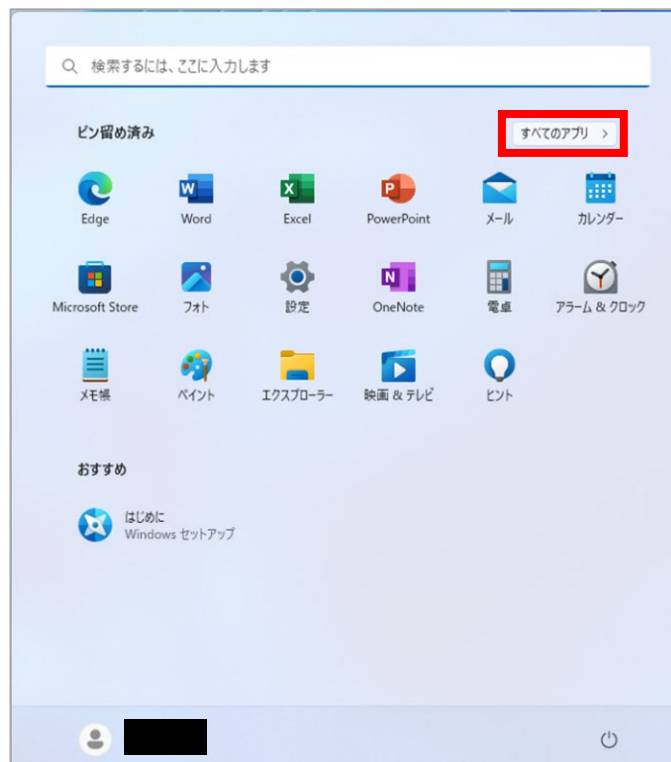 検索するには、ここに入力します
ピン留め済み
すべてのアプリ >
Edge
Word
Excel
PowerPoint
メール
カレンダー
Microsoft Store
フォト
設定
OneNote
電卓
アラーム & クロック
メモ帳
ペイント
エクスプローラー
映画 & テレビ
ヒント
おすすめ
はじめに
Windows セットアップ